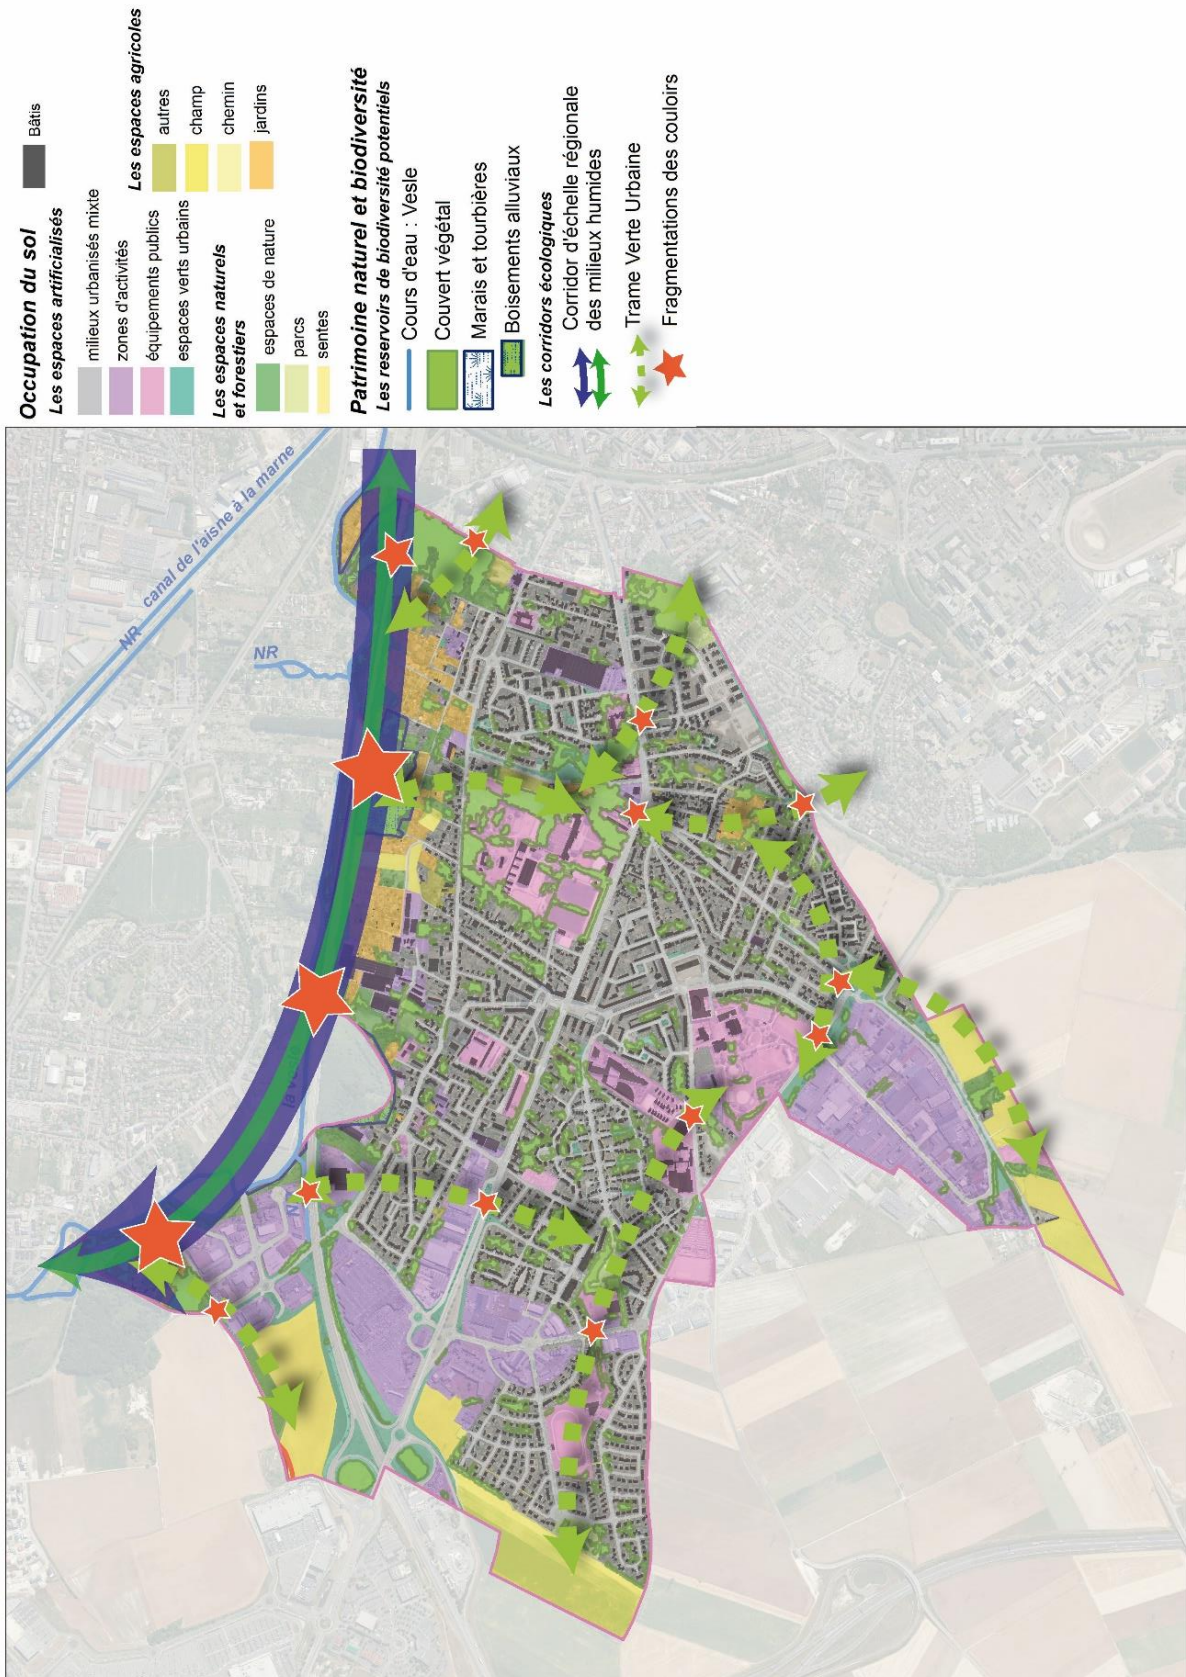 Occupation du sol
Bâtis
Les espaces artificialisés
milieux urbanisés mixte
zones d'activités
équipements publics
espaces verts urbains
Les espaces agricoles
autres
champ
chemin
jardins
Les espaces naturels
et forestiers
espaces de nature
parcs
sentes
Patrimoine naturel et biodiversité
Les reservoirs de biodiversité potentiels
Cours d'eau : Vesle
Couvert végétal
Marais et tourbières
Boisements alluviaux
Les corridors écologiques
Corridor d'échelle régionale
des milieux humides
Trame Verte Urbaine
Fragmentations des couloirs
NR
canal de l'aisne à la marne
NR